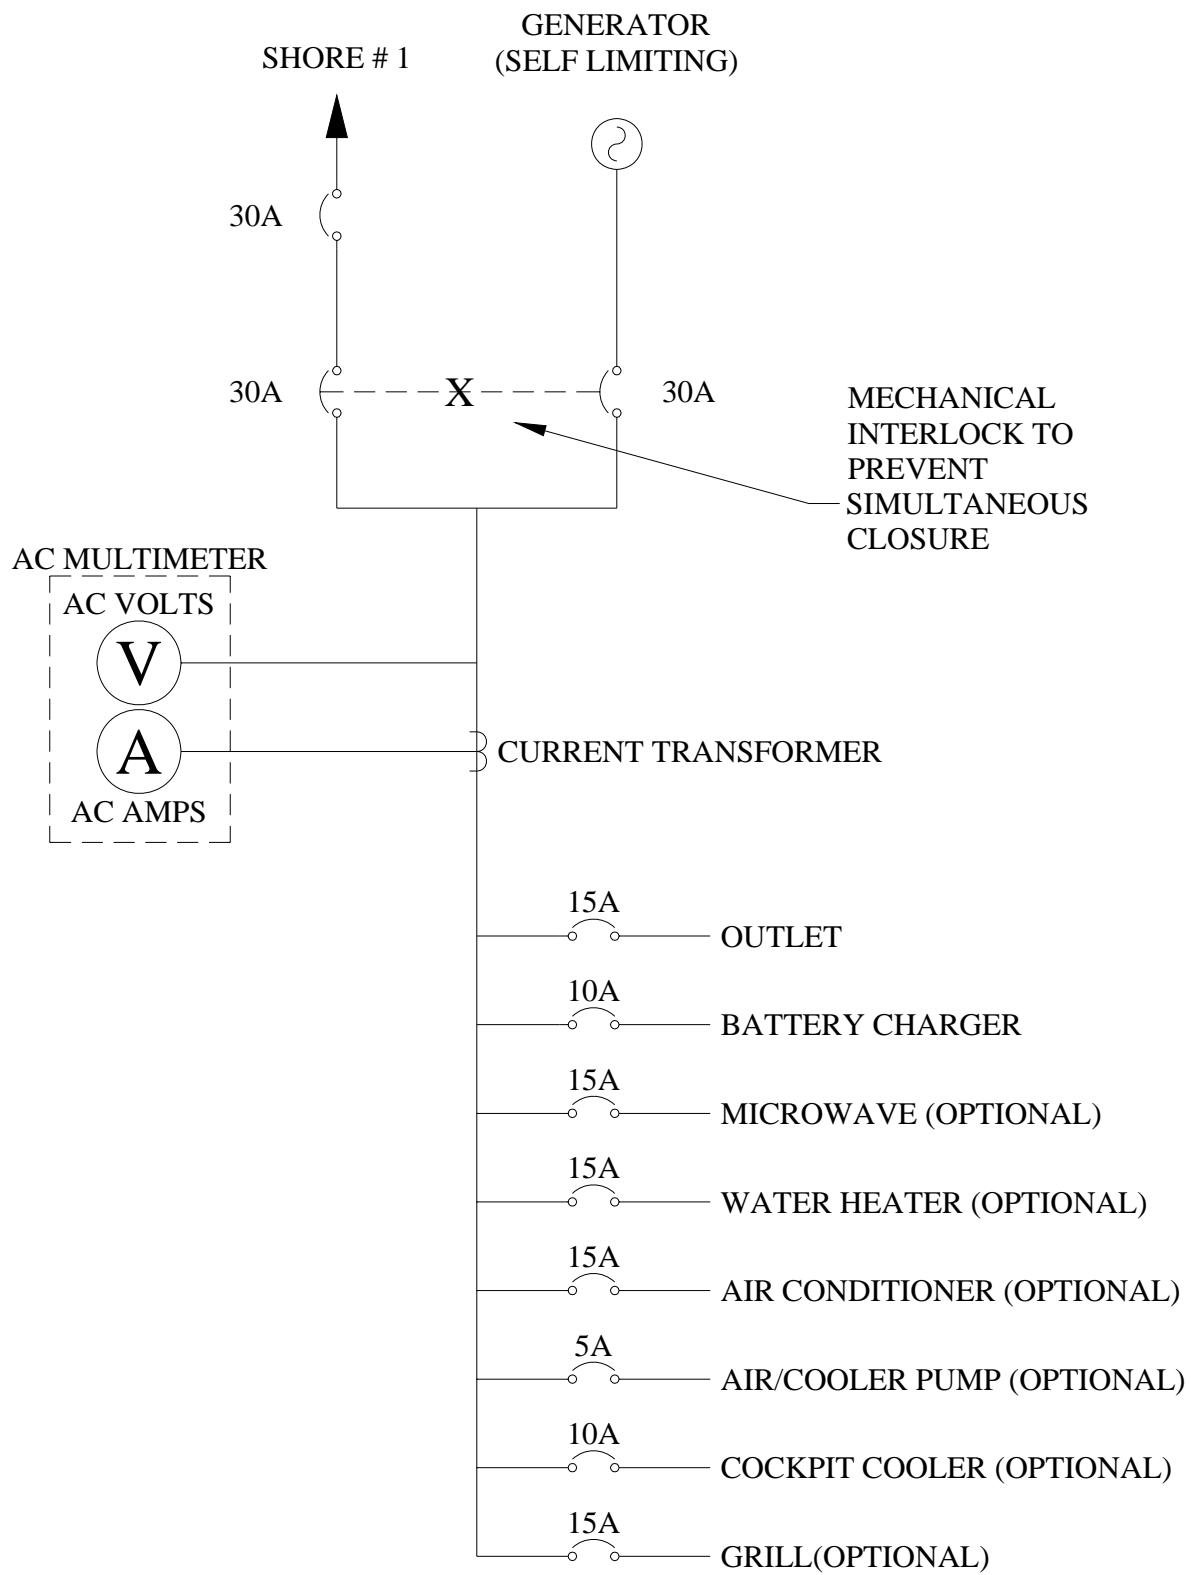 GENERATOR
(SELF LIMITING)
SHORE # 1
30A
30A
X
30A
MECHANICAL
INTERLOCK TO
PREVENT
SIMULTANEOUS
CLOSURE
AC MULTIMETER
AC VOLTS
V
A
AC AMPS
CURRENT TRANSFORMER
15A
OUTLET
10A
BATTERY CHARGER
15A
MICROWAVE (OPTIONAL)
15A
WATER HEATER (OPTIONAL)
15A
AIR CONDITIONER (OPTIONAL)
5A
AIR/COOLER PUMP (OPTIONAL)
10A
COCKPIT COOLER (OPTIONAL)
15A
GRILL(OPTIONAL)